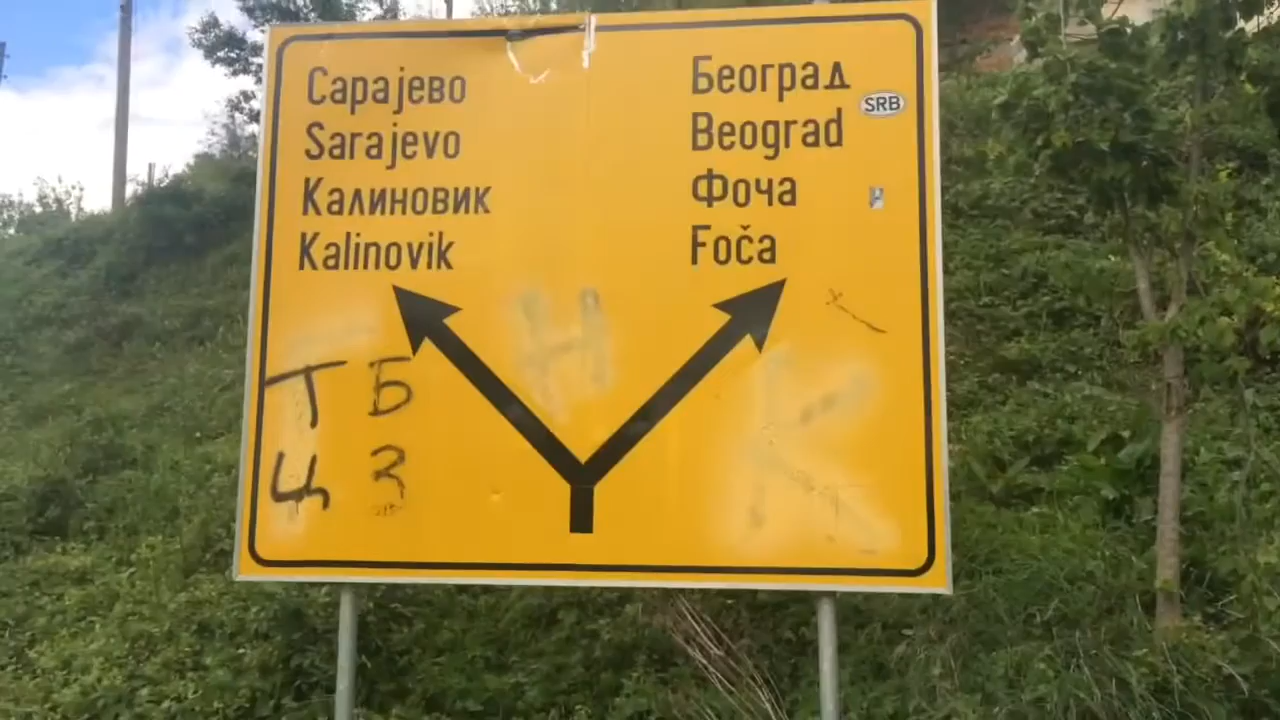 Сарајево
Sarajevo
Калиновик
Kalinovik
Београд
SRB
Beograd
Фоча
Foča
Н
Т Б
Ц З
К